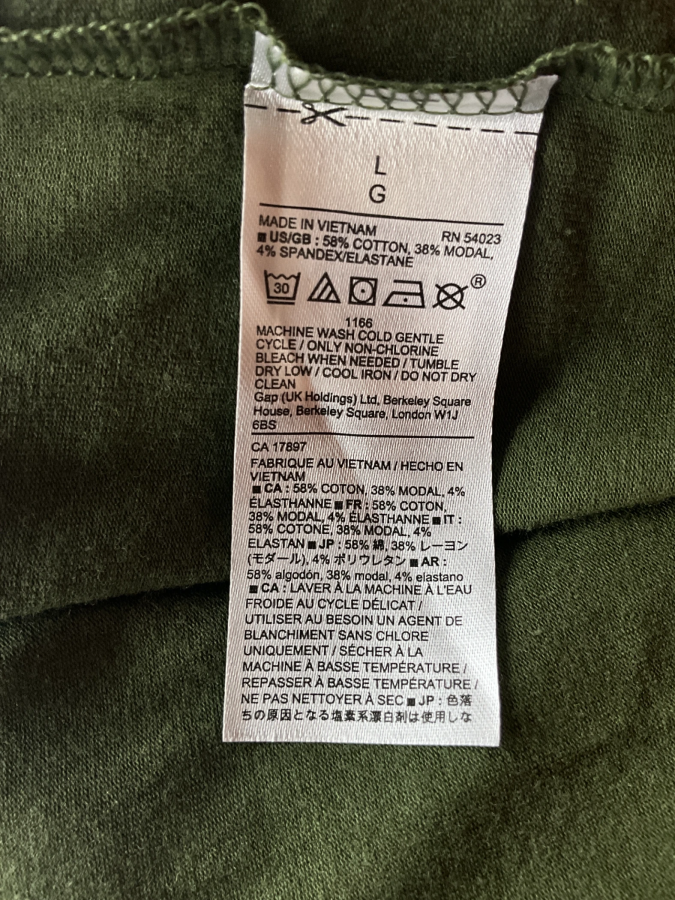 L
G
MADE IN VIETNAM RN 54023
■ US/GB : 58% COTTON, 38% MODAL,
4% SPANDEX/ELASTANE
30 ®
1166
MACHINE WASH COLD GENTLE
CYCLE / ONLY NON-CHLORINE
BLEACH WHEN NEEDED / TUMBLE
DRY LOW / COOL IRON / DO NOT DRY
CLEAN
Gap (UK Holdings) Ltd, Berkeley Square
House, Berkeley Square, London W1J
6BS
CA 17897
FABRIQUE AU VIETNAM / HECHO EN
VIETNAM
■ CA : 58% COTON, 38% MODAL, 4%
ÉLASTHANNE ■ FR : 58% COTON,
38% MODAL, 4% ÉLASTHANNE ■ IT :
58% COTONE, 38% MODAL, 4%
ELASTAN ■ JP : 58% 綿, 38% レーヨン
(モダール), 4% ポリウレタン ■ AR :
58% algodón, 38% modal, 4% elastano
■ CA : LAVER À LA MACHINE À L'EAU
FROIDE AU CYCLE DÉLICAT /
UTILISER AU BESOIN UN AGENT DE
BLANCHIMENT SANS CHLORE
UNIQUEMENT / SÉCHER À LA
MACHINE À BASSE TEMPÉRATURE /
REPASSER À BASSE TEMPÉRATURE /
NE PAS NETTOYER À SEC ■ JP : 色落
ちの原因となる塩素系漂白剤は使用しな